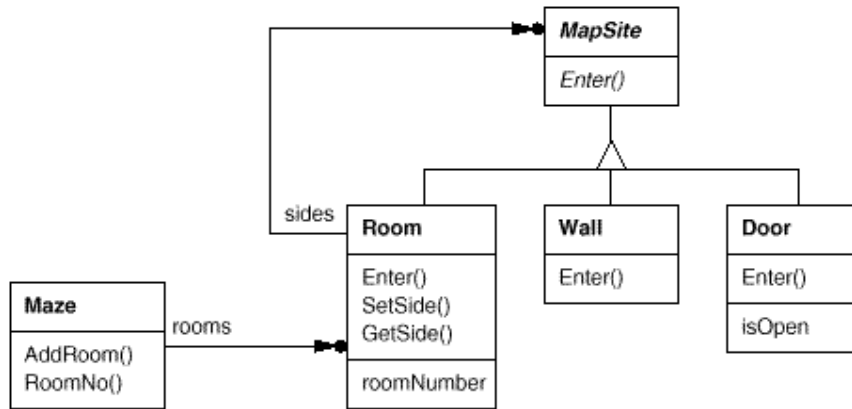 MapSite
Enter()
sides
Room
Enter()
SetSide()
GetSide()
roomNumber
Wall
Enter()
Door
Enter()
isOpen
Maze
AddRoom()
RoomNo()
rooms